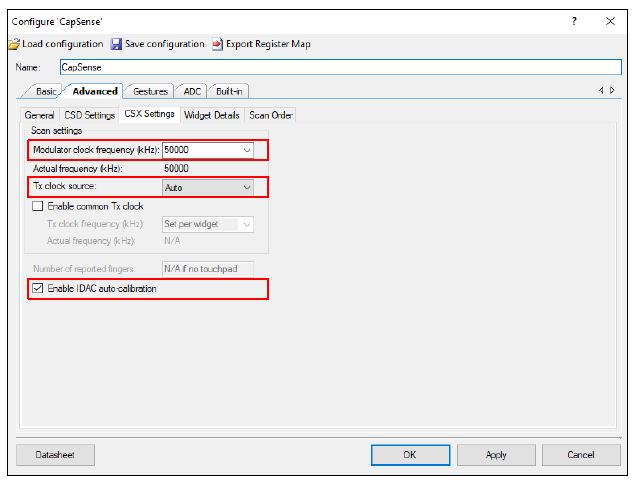 Configure 'CapSense'
? ×
Load configuration Save configuration Export Register Map
Name: CapSense
Basic Advanced Gestures ADC Built-in
General CSD Settings CSX Settings Widget Details Scan Order
Scan settings
Modulator clock frequency (kHz): 50000
Actual frequency (kHz): 50000
Tx clock source: Auto
Enable common Tx clock
Tx clock frequency (kHz): Set per widget
Actual frequency (kHz): N/A
Number of reported fingers: N/A if no touchpad
Enable IDAC auto-calibration
Datasheet OK Apply Cancel